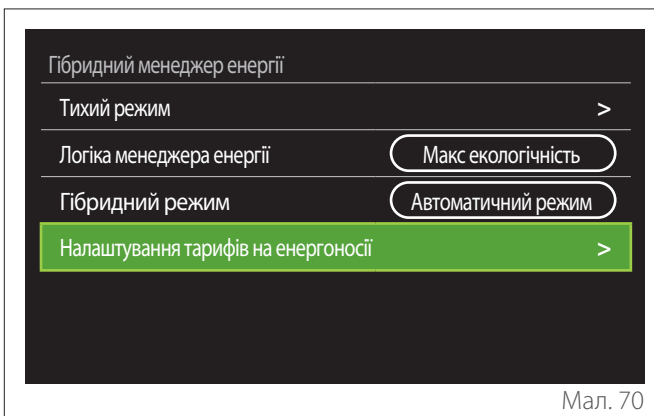 Гібридний менеджер енергії
Тихий режим >
Логіка менеджера енергії Макс екологічність
Гібридний режим Автоматичний режим
Налаштування тарифів на енергоносії >
Мал. 70